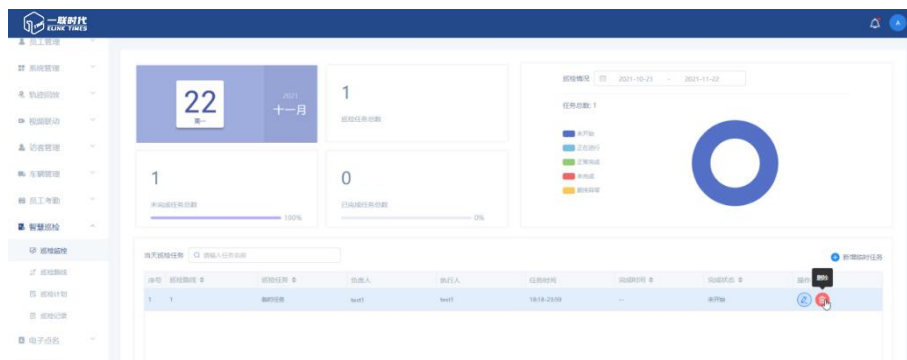 一联时代
ELINK TIMES
A
员工管理
系统管理
轨迹回放
视频联动
访客管理
车辆管理
员工考勤
智慧巡检
巡检监控
巡检路线
巡检计划
巡检记录
电子点名
22
周一
2021
十一月
1
巡检任务总数
1
未完成任务总数
100%
0
已完成任务总数
0%
巡检概况 2021-10-21 - 2021-11-22
任务总数: 1
未开始
正在进行
正常完成
未完成
当天巡检任务 请输入任务名称
新增临时任务
序号 巡检路线 巡检任务 负责人 执行人 任务时间 完成时间 完成状态 操作
删除
1 1 临时任务 test1 test1 18:18-23:59 -- 未开始